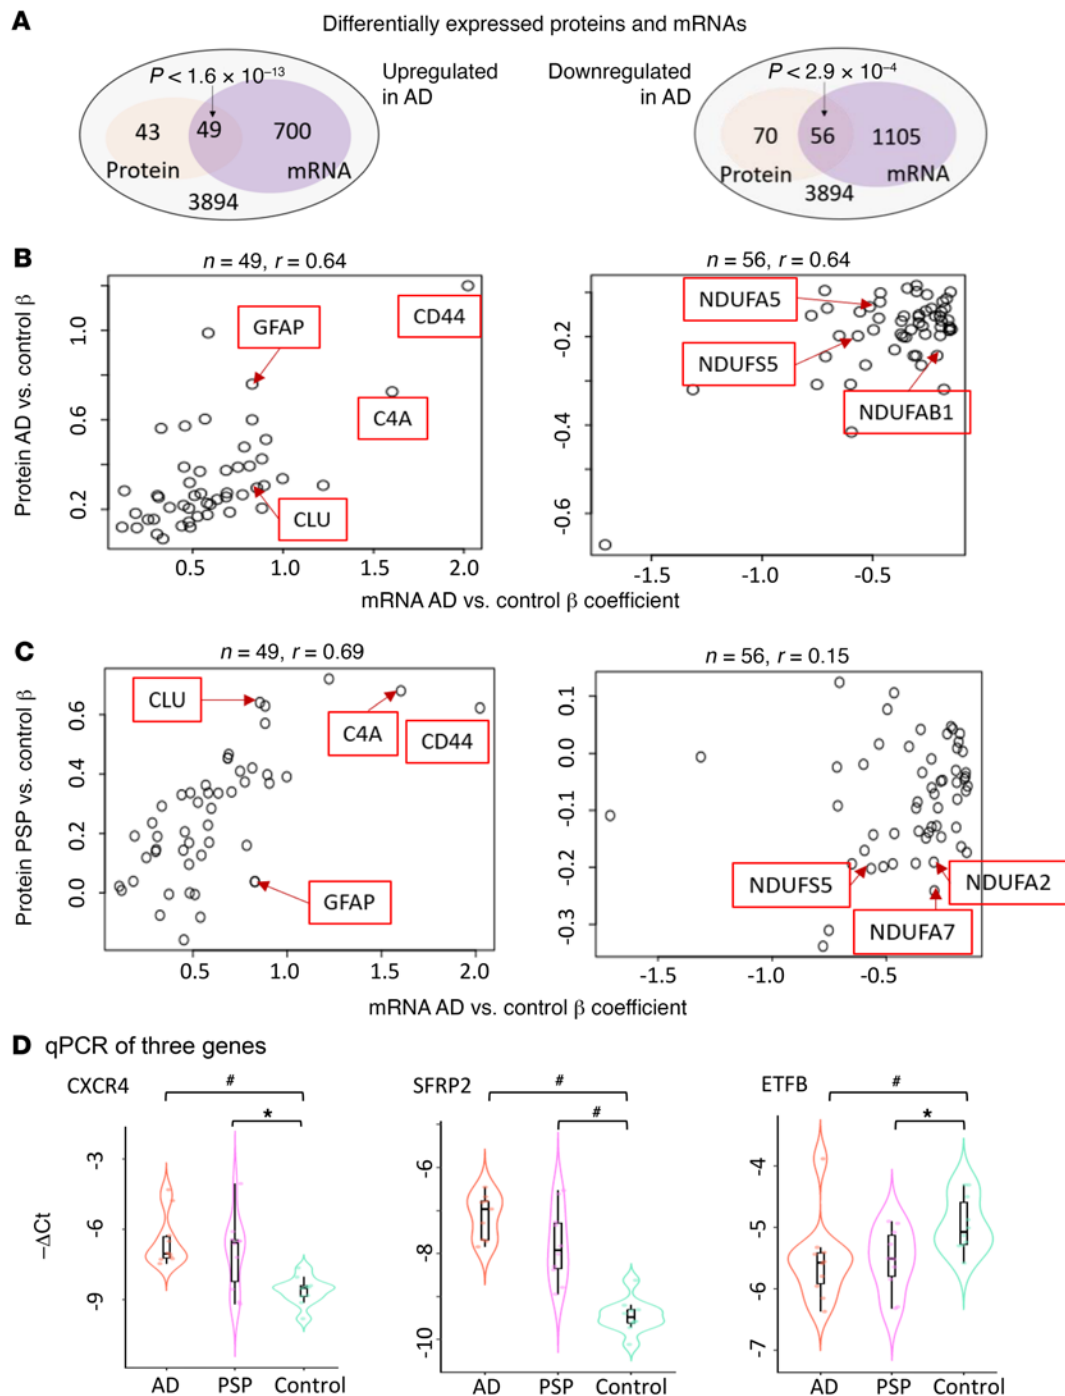 A Differentially expressed proteins and mRNAs
P < 1.6 × 10⁻¹³
Upregulated
in AD
43 49 700
Protein mRNA
3894
Downregulated
in AD
P < 2.9 × 10⁻⁴
70 56 1105
Protein mRNA
3894
B
n = 49, r = 0.64
Protein AD vs. control β
1.0
0.6
0.2
GFAP
CD44
C4A
CLU
0.5 1.0 1.5 2.0
n = 56, r = 0.64
-0.2
-0.4
-0.6
NDUFA5
NDUFS5
NDUFAB1
-1.5 -1.0 -0.5
mRNA AD vs. control β coefficient
C
n = 49, r = 0.69
Protein PSP vs. control β
0.6
0.4
0.2
0.0
CLU
C4A
CD44
GFAP
0.5 1.0 1.5 2.0
n = 56, r = 0.15
0.1
0.0
-0.1
-0.2
-0.3
NDUFS5
NDUFA2
NDUFA7
-1.5 -1.0 -0.5
mRNA AD vs. control β coefficient
D qPCR of three genes
CXCR4
#
*
−ΔCt
-3
-6
-9
AD PSP Control
SFRP2
#
#
-6
-8
-10
AD PSP Control
ETFB
#
*
-4
-5
-6
-7
AD PSP Control